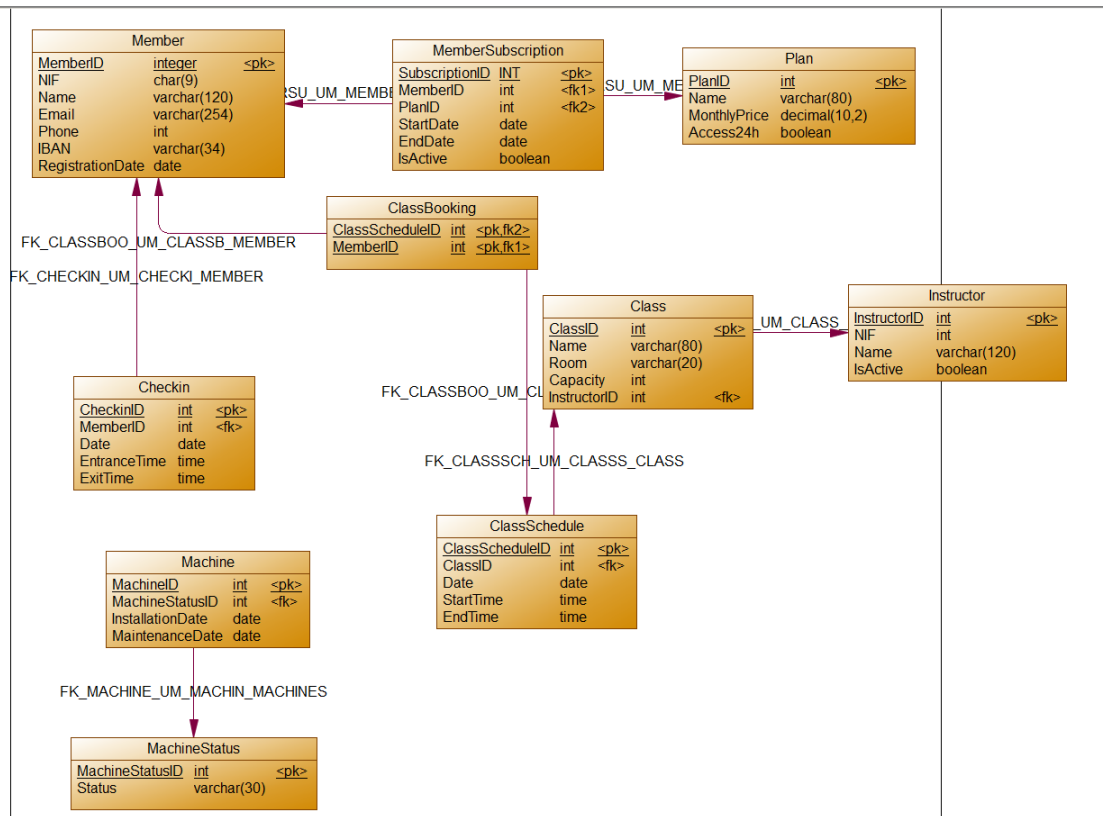 Member
MemberID integer <pk>
NIF char(9)
Name varchar(120)
Email varchar(254)
Phone int
IBAN varchar(34)
RegistrationDate date
MemberSubscription
SubscriptionID INT <pk>
MemberID int <fk1>
PlanID int <fk2>
StartDate date
EndDate date
IsActive boolean
Plan
PlanID int <pk>
Name varchar(80)
MonthlyPrice decimal(10,2)
Access24h boolean
RSU_UM_MEMBE
SU_UM_ME
ClassBooking
ClassScheduleID int <pk,fk2>
MemberID int <pk,fk1>
FK_CLASSBOO_UM_CLASSB_MEMBER
FK_CHECKIN_UM_CHECKI_MEMBER
Class
ClassID int <pk>
Name varchar(80)
Room varchar(20)
Capacity int
InstructorID int <fk>
_UM_CLASS_
Instructor
InstructorID int <pk>
NIF int
Name varchar(120)
IsActive boolean
Checkin
CheckinID int <pk>
MemberID int <fk>
Date date
EntranceTime time
ExitTime time
FK_CLASSBOO_UM_CL
FK_CLASSSCH_UM_CLASSS_CLASS
ClassSchedule
ClassScheduleID int <pk>
ClassID int <fk>
Date date
StartTime time
EndTime time
Machine
MachineID int <pk>
MachineStatusID int <fk>
InstallationDate date
MaintenanceDate date
FK_MACHINE_UM_MACHIN_MACHINES
MachineStatus
MachineStatusID int <pk>
Status varchar(30)